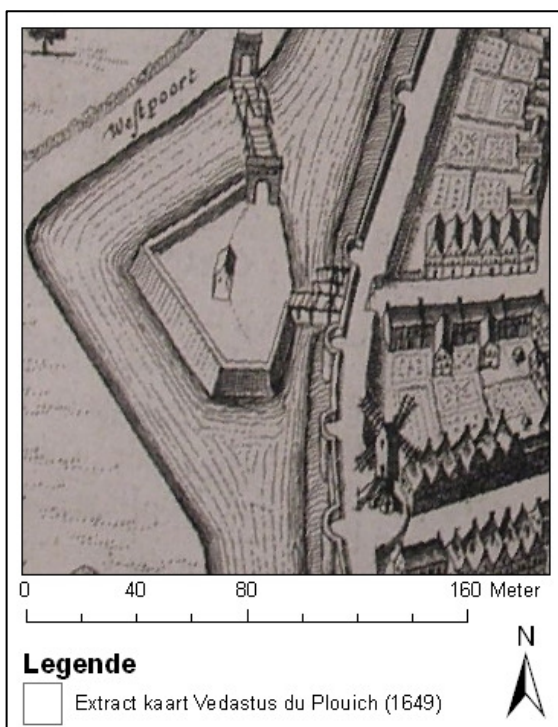 Westpoort
0 40 80 160 Meter
N
Legende
Extract kaart Vedastus du Plouich (1649)